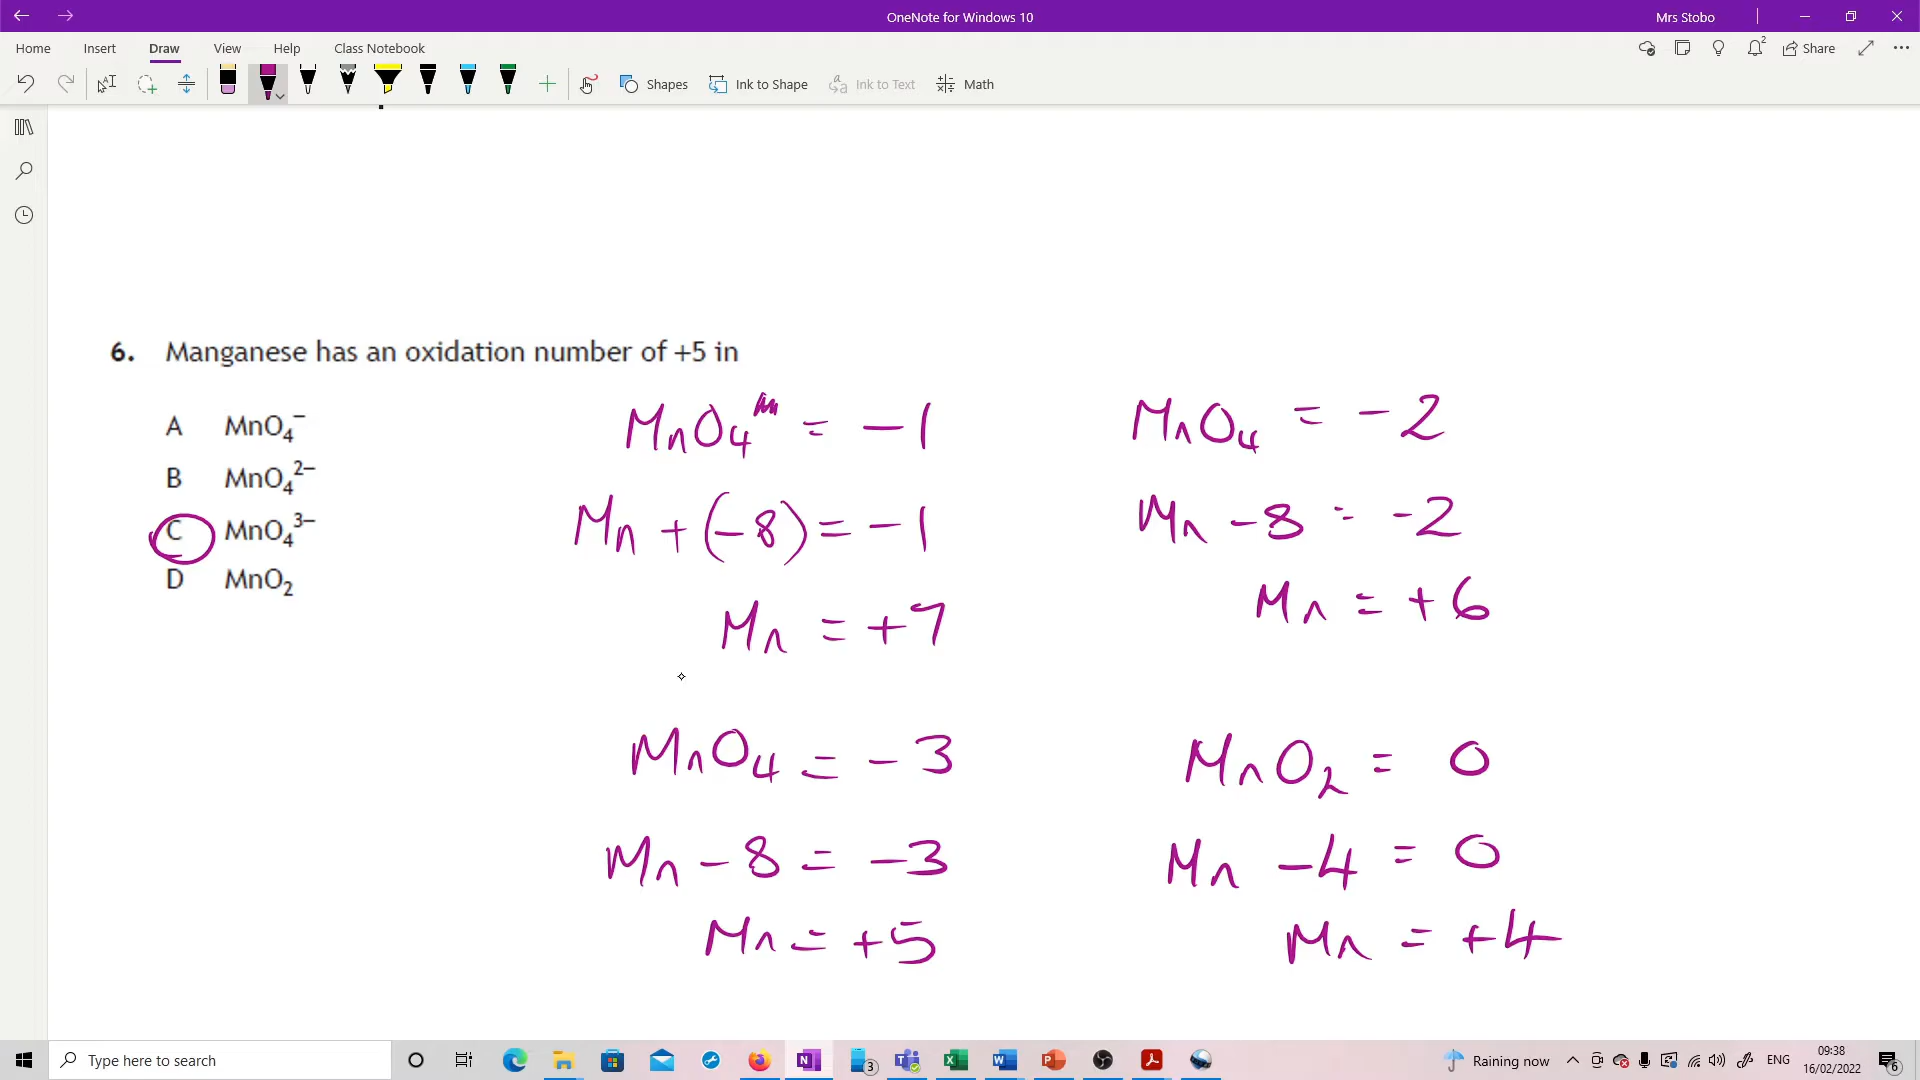 OneNote for Windows 10
Mrs Stobo
Home Insert Draw View Help Class Notebook
2
Share
Shapes Ink to Shape Ink to Text Math
6. Manganese has an oxidation number of +5 in
A MnO₄⁻
B MnO₄²⁻
C MnO₄³⁻
D MnO₂
MnO₄ = -1
Mn + (-8) = -1
Mn = +7
MnO₄ = -2
Mn - 8 = -2
Mn = +6
MnO₄ = -3
Mn - 8 = -3
Mn = +5
MnO₂ = 0
Mn - 4 = 0
Mn = +4
Type here to search
3
Raining now
ENG
09:38
16/02/2022
6